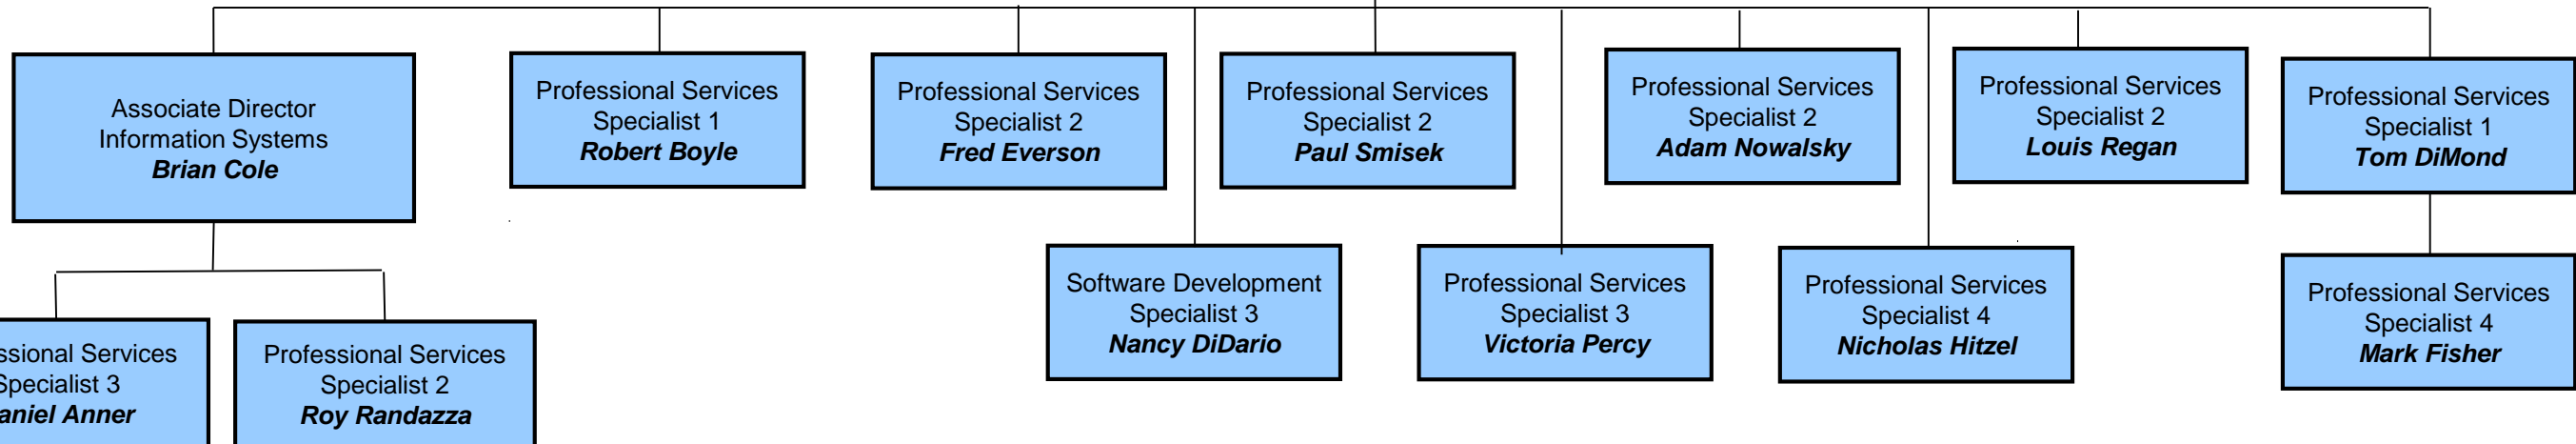 Associate Director
Information Systems
Brian Cole
Professional Services
Specialist 1
Robert Boyle
Professional Services
Specialist 2
Fred Everson
Professional Services
Specialist 2
Paul Smisek
Professional Services
Specialist 2
Adam Nowalsky
Professional Services
Specialist 2
Louis Regan
Professional Services
Specialist 1
Tom DiMond
Software Development
Specialist 3
Nancy DiDario
Professional Services
Specialist 3
Victoria Percy
Professional Services
Specialist 4
Nicholas Hitzel
Professional Services
Specialist 4
Mark Fisher
Services
3
Anner
Professional Services
Specialist 2
Roy Randazza